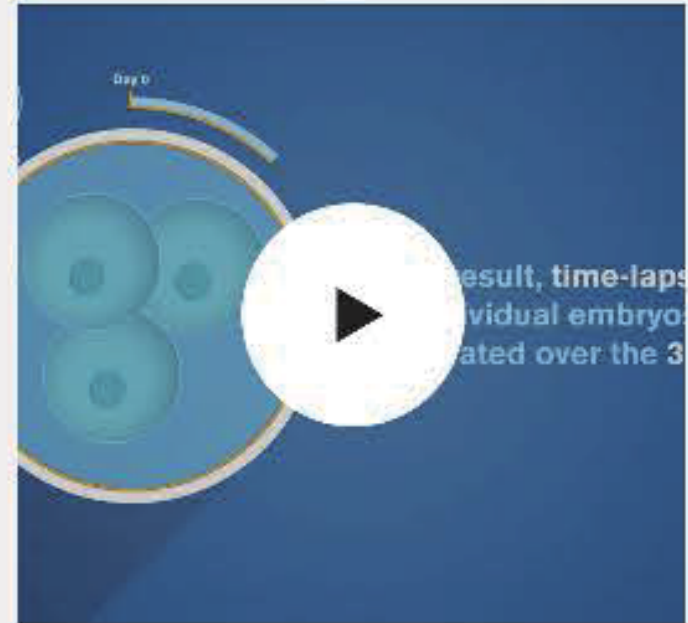 Day 0
esult, time-laps
vidual embryos
ated over the 3